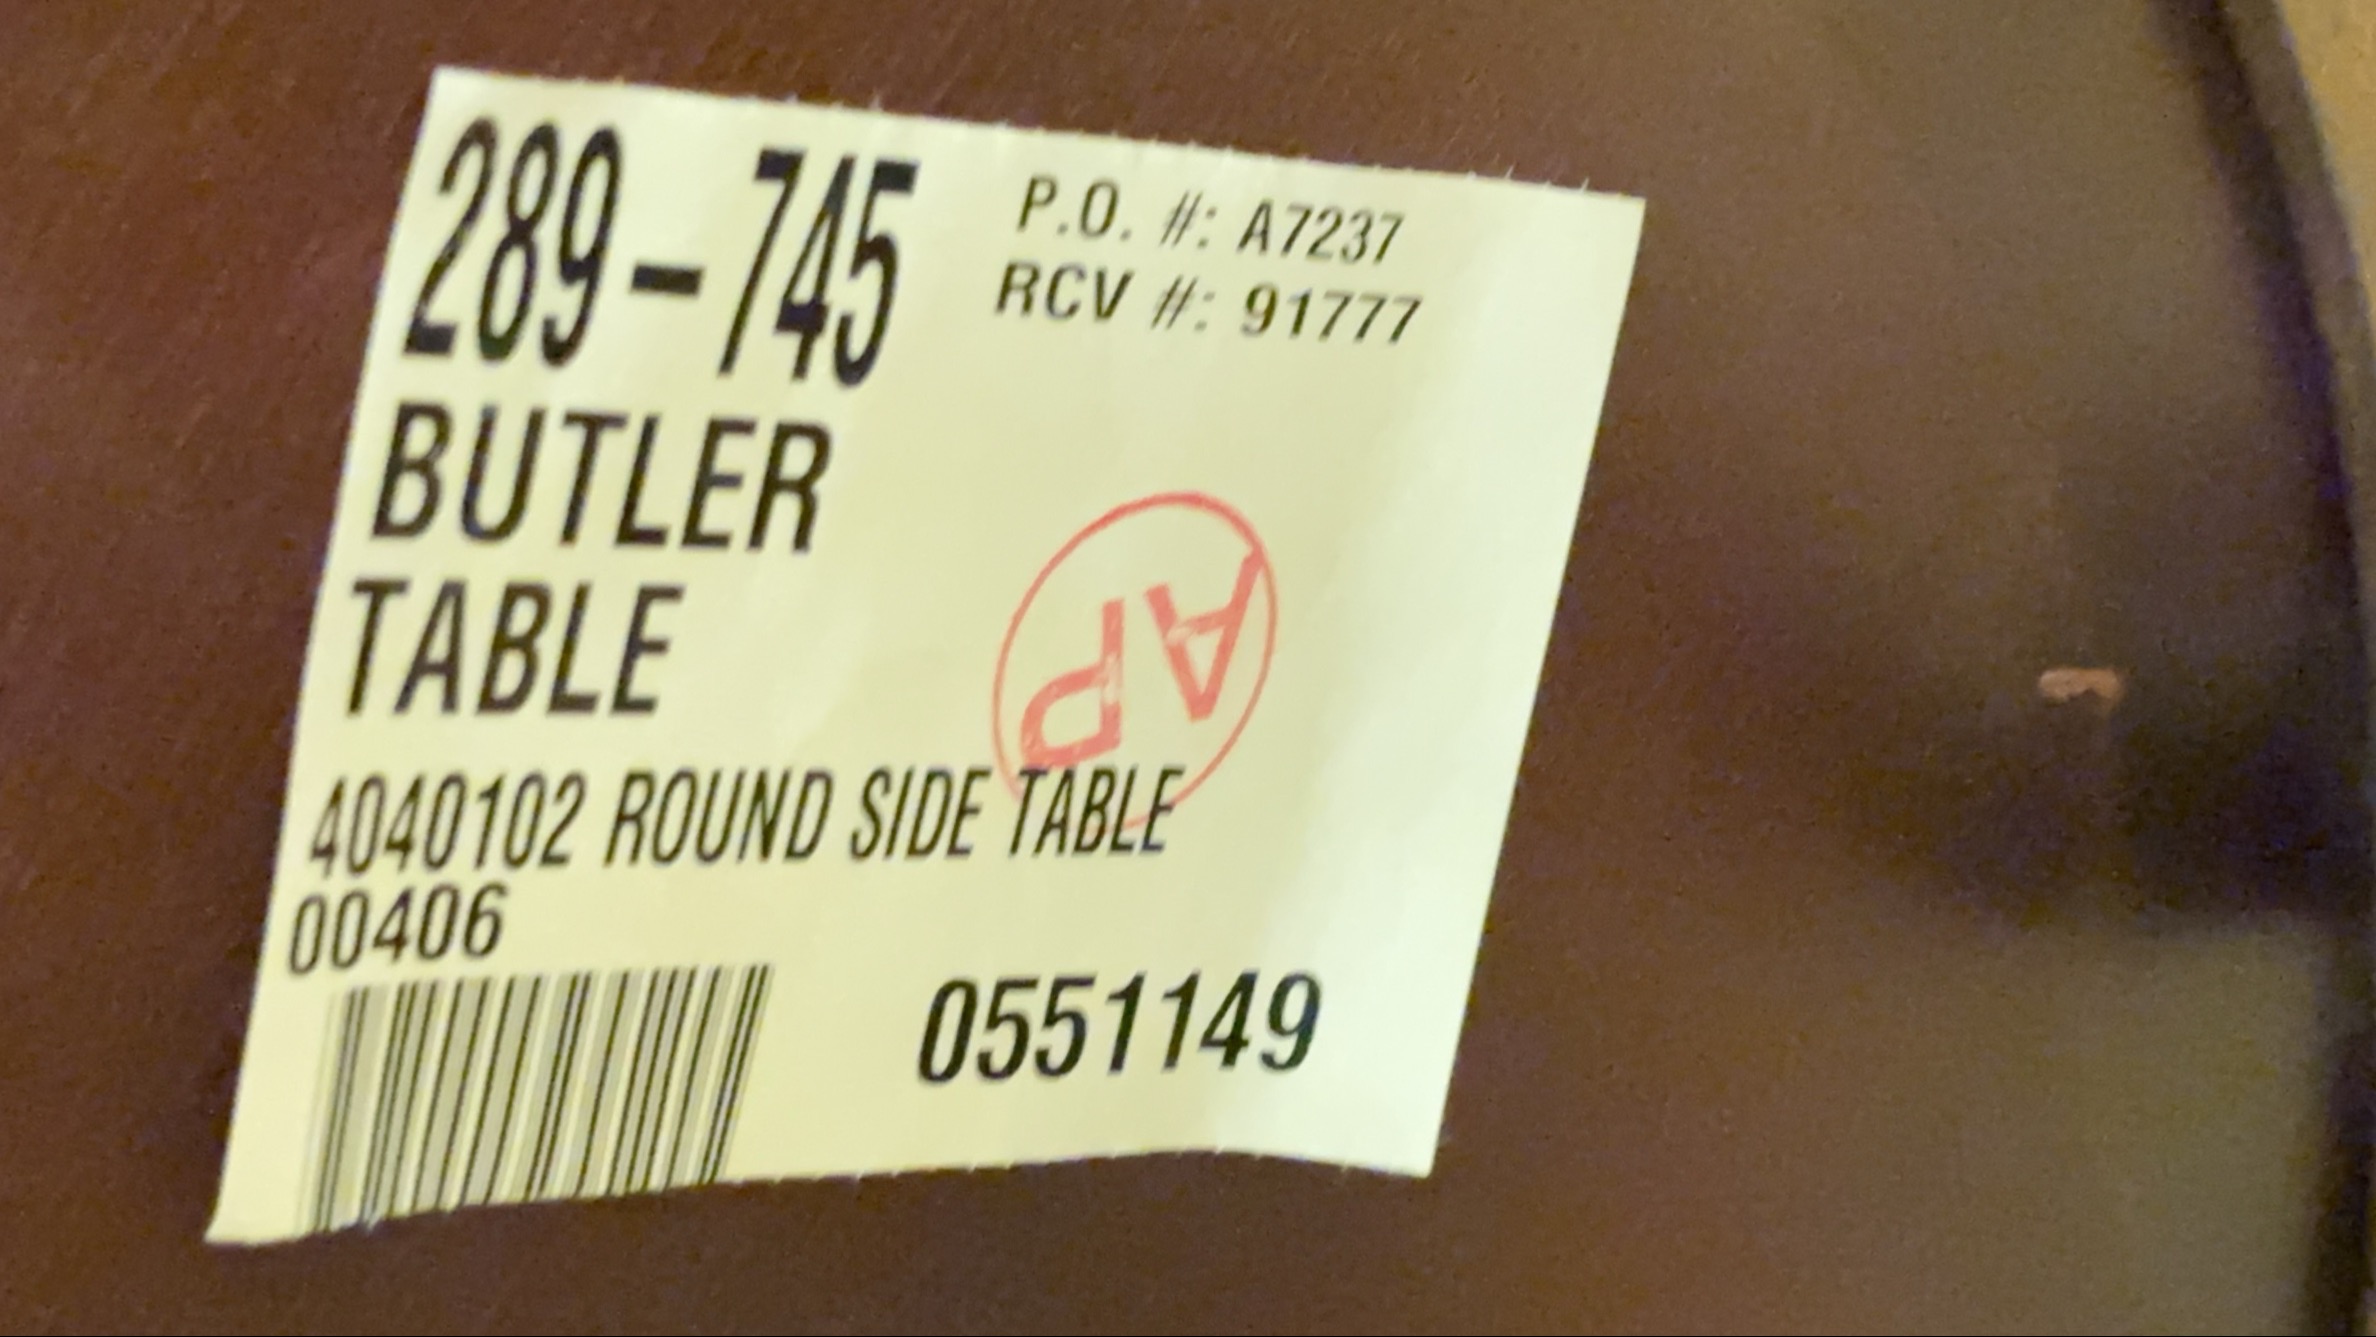 289-745
P.O. #: A7237
RCV #: 91777
BUTLER
TABLE
AP
4040102 ROUND SIDE TABLE
00406
0551149